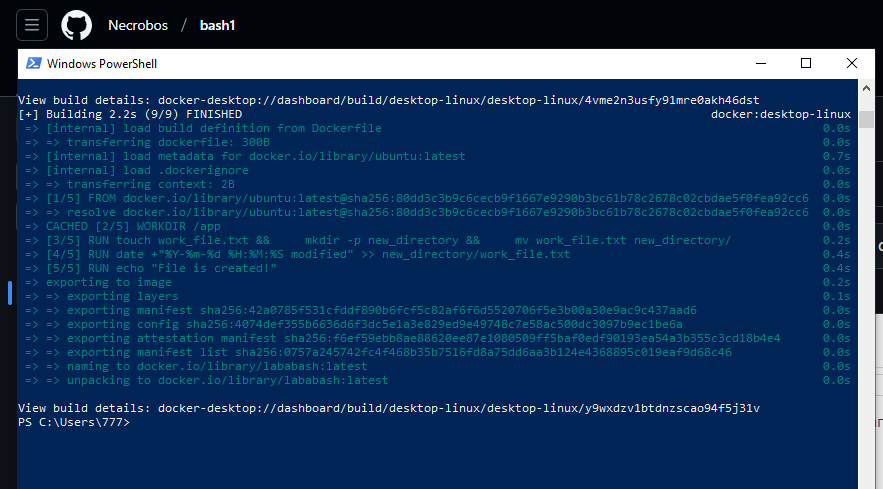 Necrobos / bash1
Windows PowerShell
View build details: docker-desktop://dashboard/build/desktop-linux/desktop-linux/4vme2n3usfy91mre0akh46dst
[+] Building 2.2s (9/9) FINISHED docker:desktop-linux
=> [internal] load build definition from Dockerfile 0.0s
=> => transferring dockerfile: 300B 0.0s
=> [internal] load metadata for docker.io/library/ubuntu:latest 0.7s
=> [internal] load .dockerignore 0.0s
=> => transferring context: 2B 0.0s
=> [1/5] FROM docker.io/library/ubuntu:latest@sha256:80dd3c3b9c6cecb9f1667e9290b3bc61b78c2678c02cbdae5f0fea92cc6 0.0s
=> => resolve docker.io/library/ubuntu:latest@sha256:80dd3c3b9c6cecb9f1667e9290b3bc61b78c2678c02cbdae5f0fea92cc6 0.0s
=> CACHED [2/5] WORKDIR /app 0.0s
=> [3/5] RUN touch work_file.txt &&     mkdir -p new_directory &&     mv work_file.txt new_directory/ 0.2s
=> [4/5] RUN date +"%Y-%m-%d %H:%M:%S modified" >> new_directory/work_file.txt 0.4s
=> [5/5] RUN echo "File is created!" 0.4s
=> exporting to image 0.2s
=> => exporting layers 0.1s
=> => exporting manifest sha256:42a0785f531cfddf890b6fcf5c82af6f6d5520706f5e3b00a30e9ac9c437aad6 0.0s
=> => exporting config sha256:4074def355b6636d6f3dc5e1a3e829ed9e49748c7e58ac500dc3097b9ec1be6a 0.0s
=> => exporting attestation manifest sha256:f6ef59ebb8ae88620ee87e1080509ff5baf0edf90193ea54a3b355c3cd18b4e4 0.0s
=> => exporting manifest list sha256:0757a245742fc4f468b35b7516fd8a75dd6aa3b124e4368895c019eaf9d68c46 0.0s
=> => naming to docker.io/library/lababash:latest 0.0s
=> => unpacking to docker.io/library/lababash:latest 0.0s
View build details: docker-desktop://dashboard/build/desktop-linux/desktop-linux/y9wxdzv1btdnzscao94f5j31v
PS C:\Users\777>